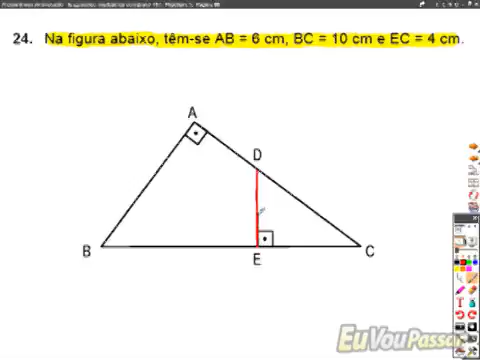 24. Na figura abaixo, têm-se AB = 6 cm, BC = 10 cm e EC = 4 cm.
A
D
B
E
C
EuVouPassar